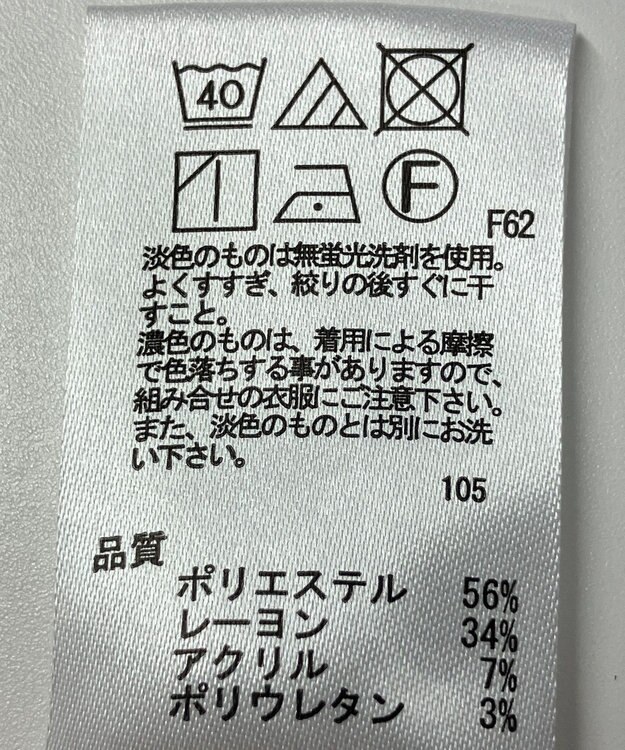 40
F
F62
淡色のものは無蛍光洗剤を使用。
よくすすぎ、絞りの後すぐに干
すこと。
濃色のものは、着用による摩擦
で色落ちする事がありますので、
組み合せの衣服にご注意下さい。
また、淡色のものとは別にお洗
い下さい。
105
品質
ポリエステル 56%
レーヨン 34%
アクリル 7%
ポリウレタン 3%